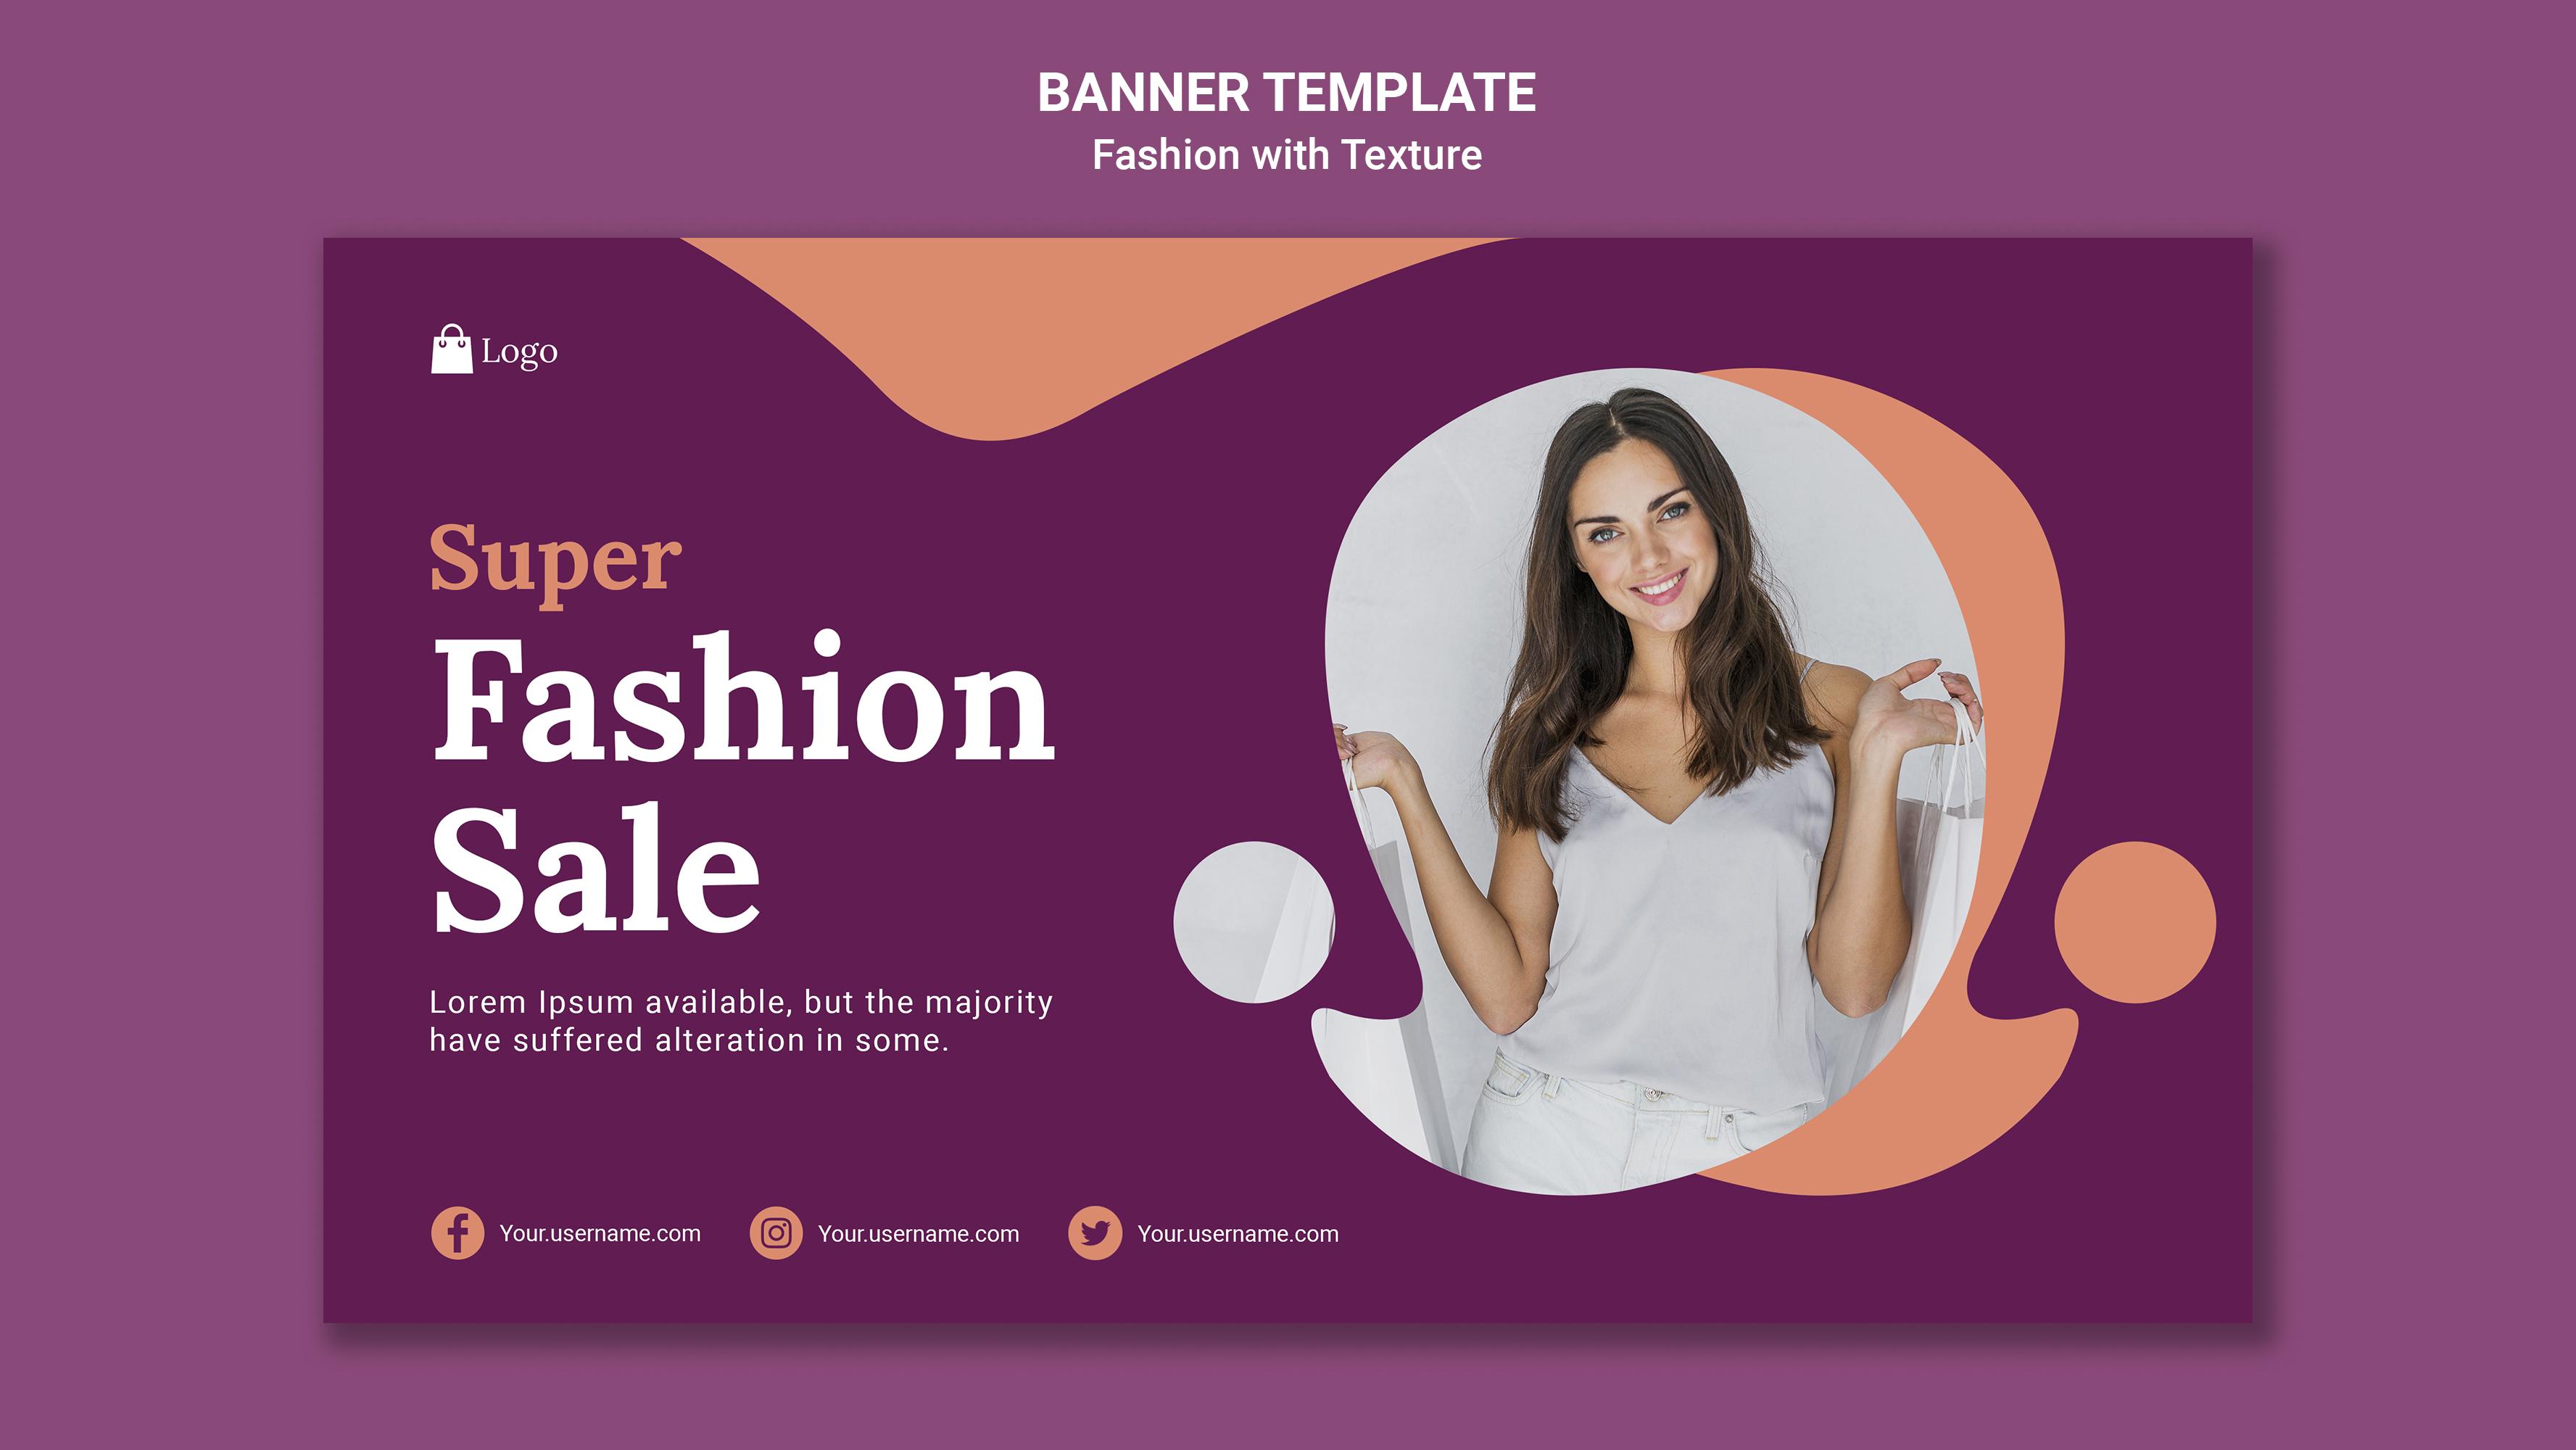 BANNER TEMPLATE
Fashion with Texture
Logo
Super
Fashion
Sale
Lorem Ipsum available, but the majority
have suffered alteration in some.
Your.username.com
Your.username.com
Your.username.com